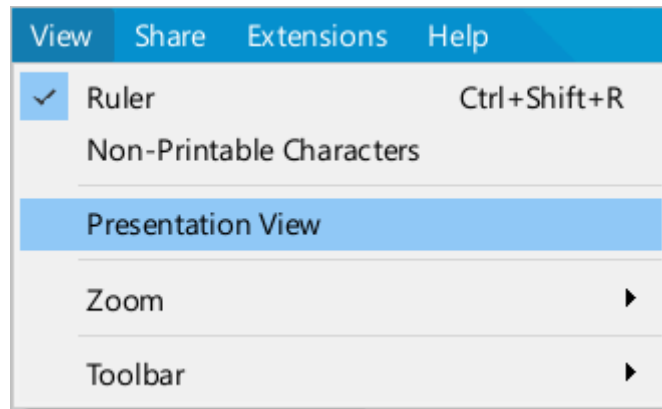 View Share Extensions Help
Ruler Ctrl+Shift+R
Non-Printable Characters
Presentation View
Zoom
Toolbar